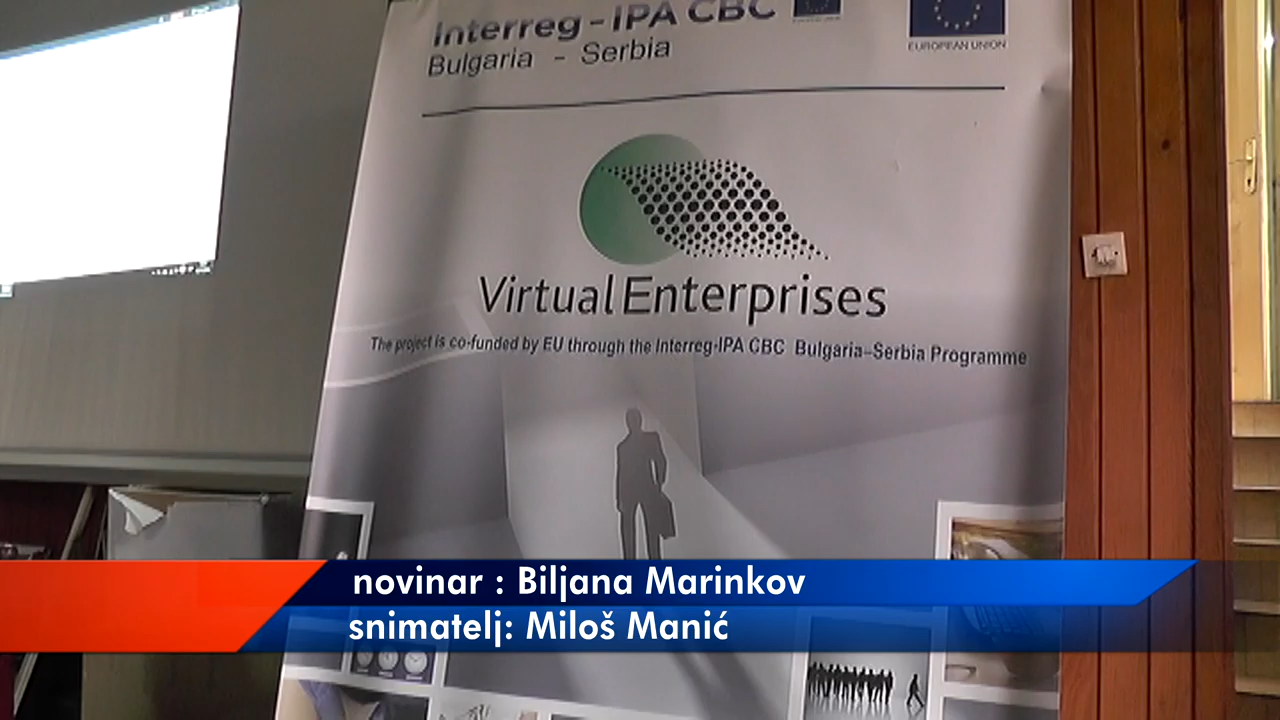 Interreg - IPA CBC
Bulgaria - Serbia
EUROPEAN UNION
Virtual Enterprises
The project is co-funded by EU through the Interreg-IPA CBC Bulgaria–Serbia Programme
novinar : Biljana Marinkov
snimatelj: Miloš Manić